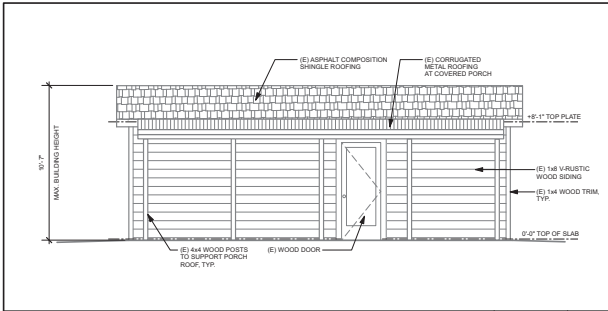 (E) ASPHALT COMPOSITION
SHINGLE ROOFING
(E) CORRUGATED
METAL ROOFING
AT COVERED PORCH
+8'-1" TOP PLATE
10'-7"
MAX. BUILDING HEIGHT
(E) 1x8 V-RUSTIC
WOOD SIDING
(E) 1x4 WOOD TRIM,
TYP.
0'-0" TOP OF SLAB
(E) 4x4 WOOD POSTS
TO SUPPORT PORCH
ROOF, TYP.
(E) WOOD DOOR